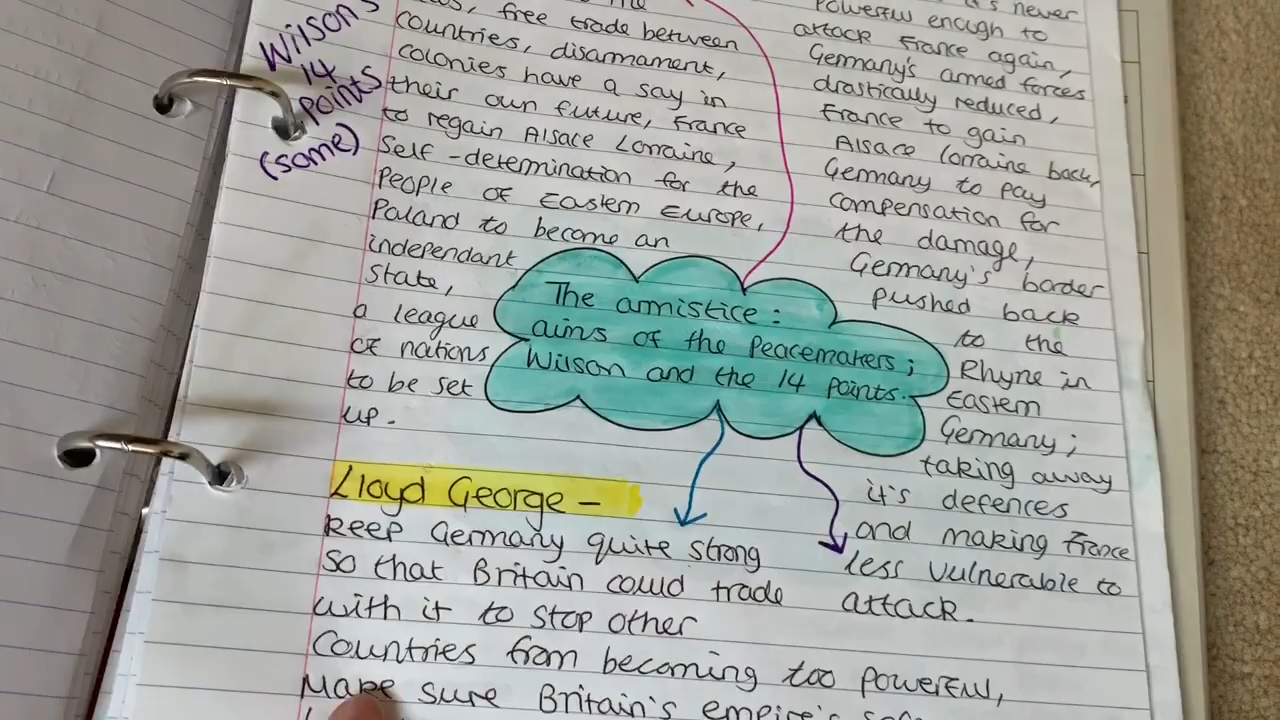 Wilson's
14
Points
(some)
free trade between
countries, disarmament,
colonies have a say in
their own future, France
to regain Alsace Lorraine,
Self-determination for the
People of Eastern Europe,
Poland to become an
independant
state,
a league
of nations
to be set
up.
it's never
Powerful enough to
attack France again,
Germany's armed forces
drastically reduced,
France to gain
Alsace lorraine back,
Germany to pay
compensation for
the damage,
Germany's border
pushed back
to the
Rhyne in
Eastern
Germany;
taking away
it's defences
and making France
less vulnerable to
attack.
The armistice:
aims of the Peacemakers;
Wilson and the 14 points.
Lloyd George -
Keep Germany quite strong
so that Britain could trade
with it to stop other
Countries from becoming too powerful,
Make sure Britain's empire's